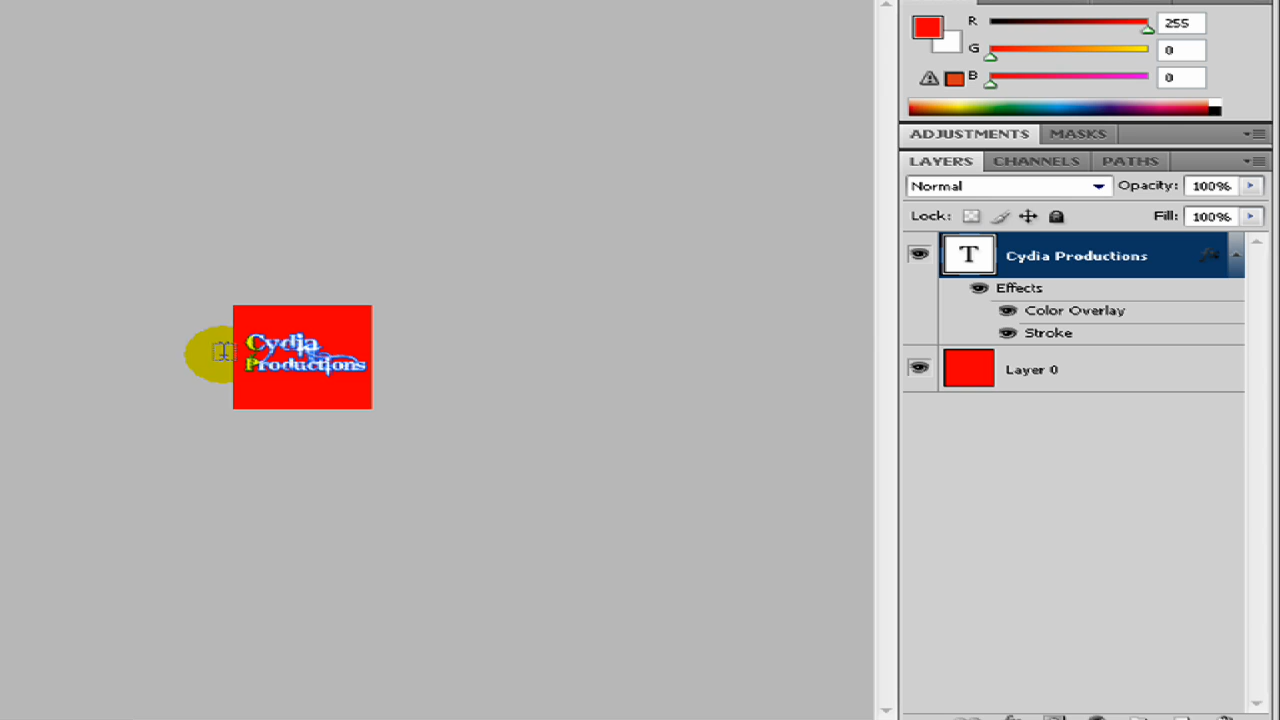 R 255
G 0
B 0
ADJUSTMENTS MASKS
LAYERS CHANNELS PATHS
Normal Opacity: 100%
Lock: Fill: 100%
T Cydia Productions fx
Effects
Color Overlay
Stroke
Layer 0
Cydia
Productions